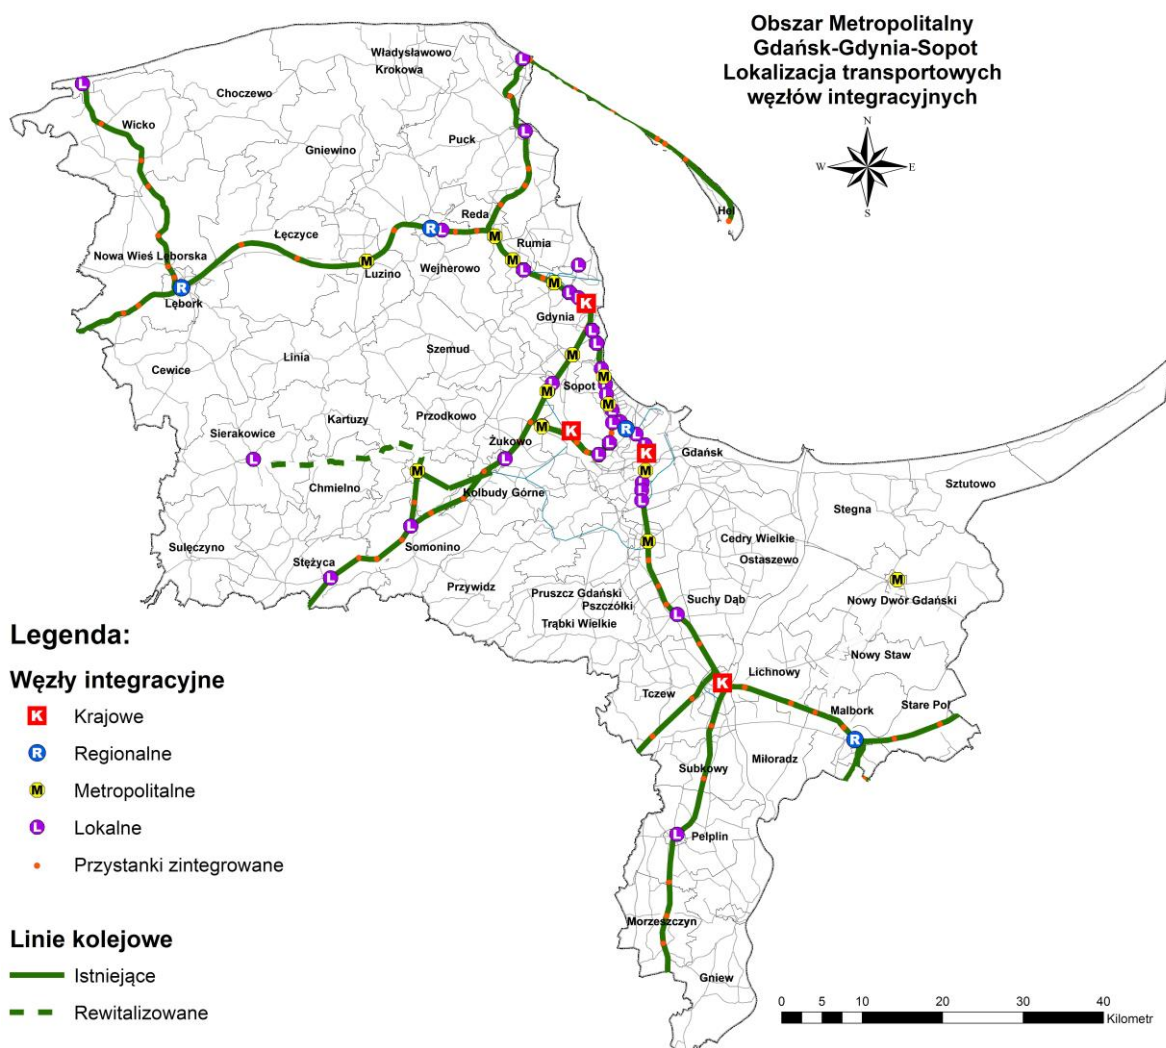 Obszar Metropolitalny
Gdańsk-Gdynia-Sopot
Lokalizacja transportowych
węzłów integracyjnych
N
W
E
S
Władysławowo
Krokowa
Choczewo
Wicko
Puck
Gniewino
Hel
Reda
Łęczyce
Rumia
Nowa Wieś Lęborska
Luzino
Wejherowo
Lębork
Gdynia
Szemud
Linia
Cewice
Sopot
Kartuzy
Przodkowo
Sierakowice
Żukowo
Gdańsk
Chmielno
Kolbudy Górne
Sztutowo
Stegna
Cedry Wielkie
Ostaszewo
Sulęczyno
Somonino
Stężyca
Przywidz
Pruszcz Gdański
Pszczółki
Suchy Dąb
Nowy Dwór Gdański
Trąbki Wielkie
Nowy Staw
Lichnowy
Tczew
Malbork
Stare Pol
Subkowy
Miłoradz
Pelplin
Morzeszczyn
Gniew
Legenda:
Węzły integracyjne
K Krajowe
R Regionalne
M Metropolitalne
L Lokalne
Przystanki zintegrowane
Linie kolejowe
Istniejące
Rewitalizowane
0 5 10 20 30 40
Kilometr